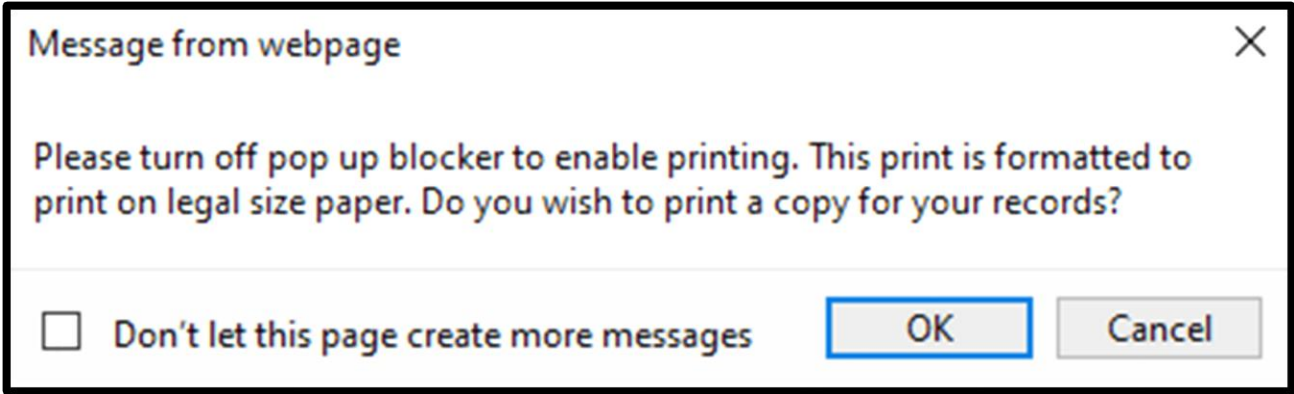 Message from webpage
Please turn off pop up blocker to enable printing. This print is formatted to
print on legal size paper. Do you wish to print a copy for your records?
Don't let this page create more messages
OK
Cancel